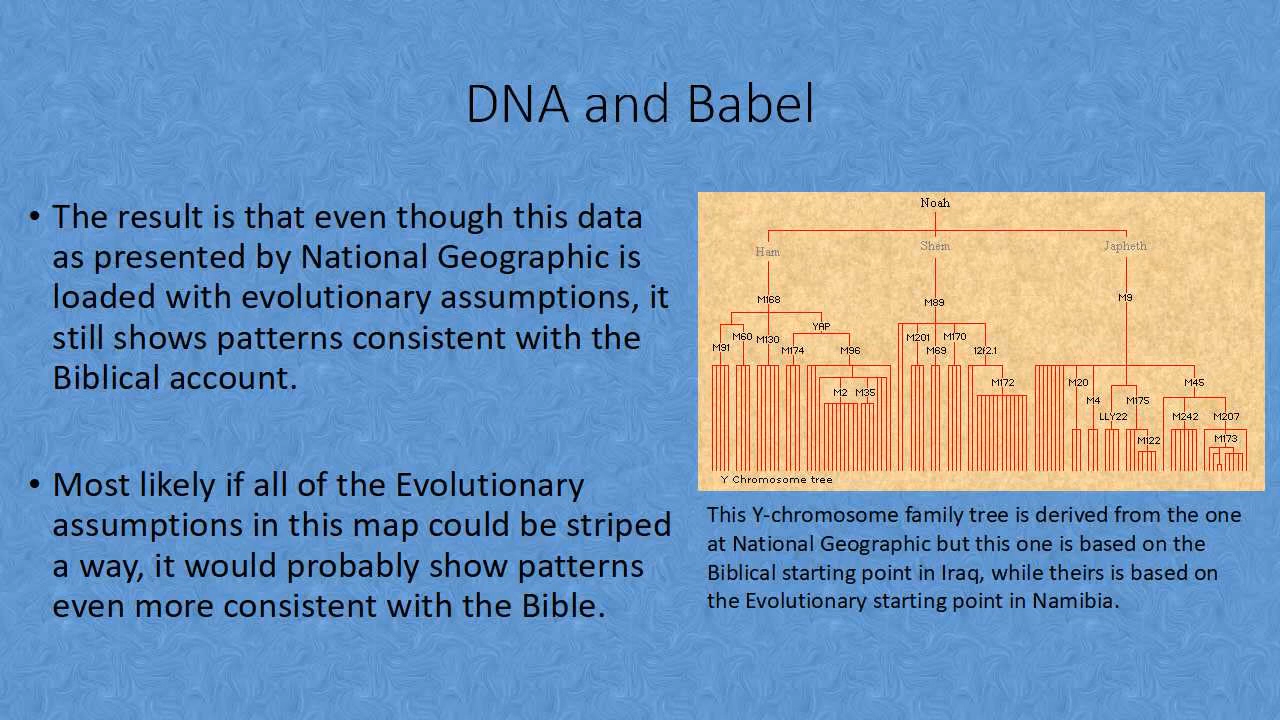 DNA and Babel
• The result is that even though this data
as presented by National Geographic is
loaded with evolutionary assumptions, it
still shows patterns consistent with the
Biblical account.
• Most likely if all of the Evolutionary
assumptions in this map could be striped
a way, it would probably show patterns
even more consistent with the Bible.
Noah
Ham Shem Japheth
M168 M89 M9
YAP
M91 M60 M130 M174 M96
M201 M69 M170 12f2.1
M2 M35 M172
M20 M4 LLY22 M175 M45
M122 M242 M207
M173
Y Chromosome tree
This Y-chromosome family tree is derived from the one
at National Geographic but this one is based on the
Biblical starting point in Iraq, while theirs is based on
the Evolutionary starting point in Namibia.